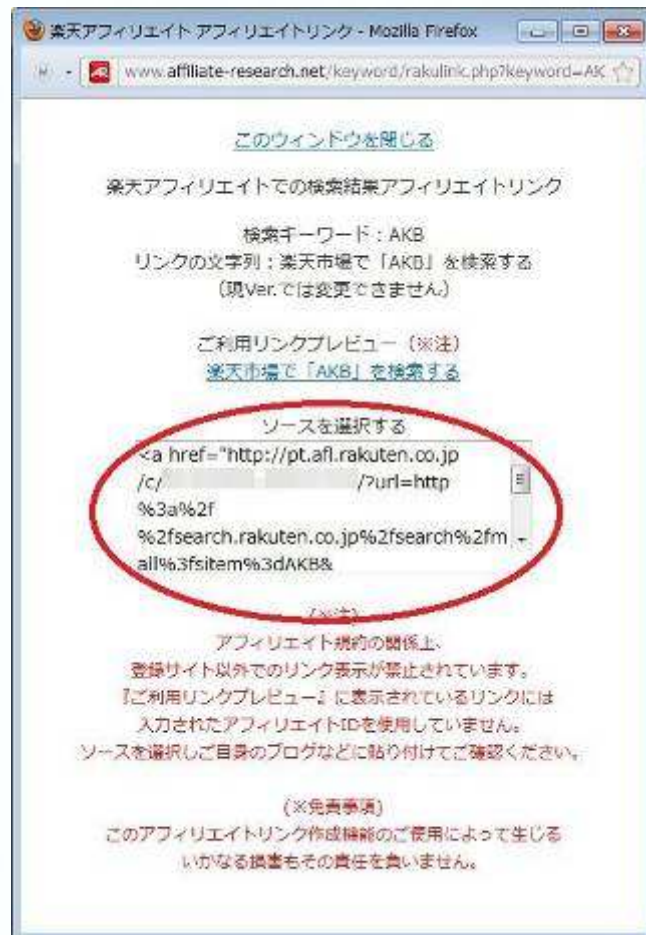 楽天アフィリエイト アフィリエイトリンク - Mozilla Firefox
www.affiliate-research.net/keyword/rakulink.php?keyword=AK
このウィンドウを閉じる
楽天アフィリエイトでの検索結果アフィリエイトリンク
検索キーワード：AKB
リンクの文字列：楽天市場で「AKB」を検索する
（現Ver.では変更できません）
ご利用リンクプレビュー（※注）
楽天市場で「AKB」を検索する
ソースを選択する
<a href="http://pt.afl.rakuten.co.jp
/c/ /?url=http
%3a%2f
%2fsearch.rakuten.co.jp%2fsearch%2fm
all%3fsitem%3dAKB&
(※注)
アフィリエイト規約の関係上、
登録サイト以外でのリンク表示が禁止されています。
『ご利用リンクプレビュー』に表示されているリンクには
入力されたアフィリエイトIDを使用していません。
ソースを選択しご自身のブログなどに貼り付けてご確認ください。
(※免責事項)
このアフィリエイトリンク作成機能のご使用によって生じる
いかなる損害もその責任を負いません。